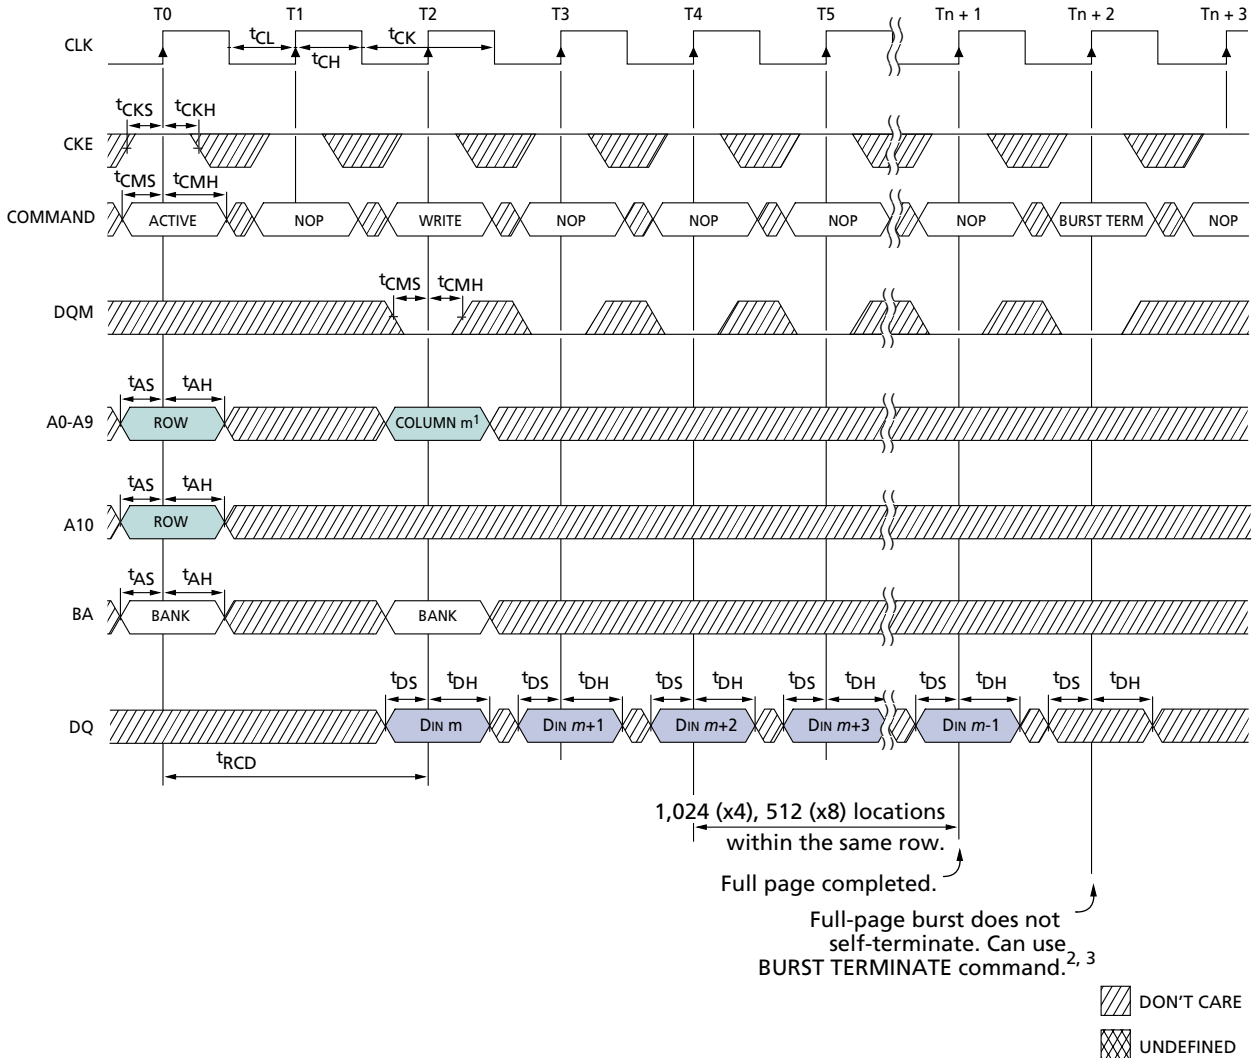 T0 T1 T2 T3 T4 T5 Tn + 1 Tn + 2 Tn + 3
CLK tCL tCH tCK
tCKS tCKH
CKE
tCMS tCMH
COMMAND ACTIVE NOP WRITE NOP NOP NOP NOP BURST TERM NOP
tCMS tCMH
DQM
tAS tAH
A0-A9 ROW COLUMN m1
tAS tAH
A10 ROW
tAS tAH
BA BANK BANK
tDS tDH tDS tDH tDS tDH tDS tDH tDS tDH tDS tDH
DQ DIN m DIN m+1 DIN m+2 DIN m+3 DIN m-1
tRCD
1,024 (x4), 512 (x8) locations
within the same row.
Full page completed.
Full-page burst does not
self-terminate. Can use
BURST TERMINATE command.2, 3
DON'T CARE
UNDEFINED